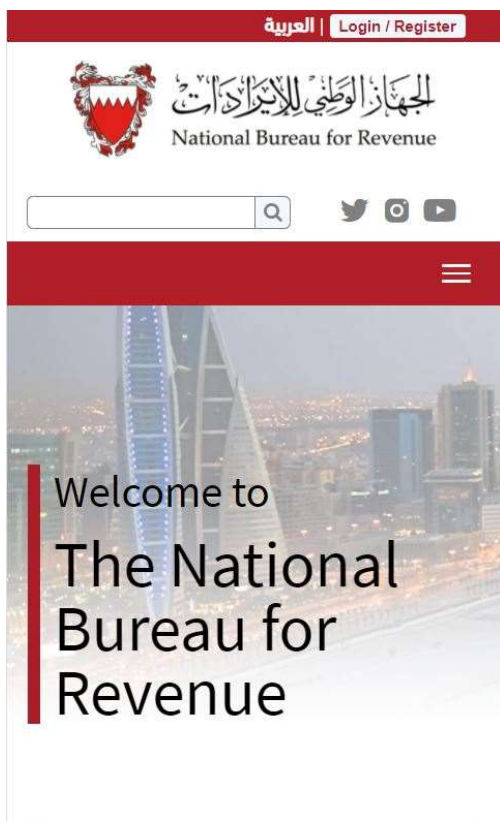 العربية | Login / Register
الجهاز الوطني للإيرادات
National Bureau for Revenue
Welcome to
The National
Bureau for
Revenue